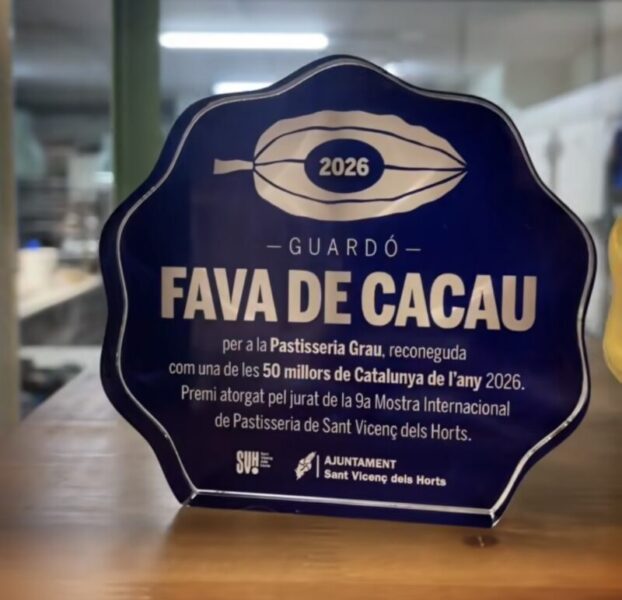 2026
GUARDÓ
FAVA DE CACAU
per a la Pastisseria Grau, reconeguda
com una de les 50 millors de Catalunya de l'any 2026.
Premi atorgat pel jurat de la 9a Mostra Internacional
de Pastisseria de Sant Vicenç dels Horts.
SVH!
AJUNTAMENT
Sant Vicenç dels Horts